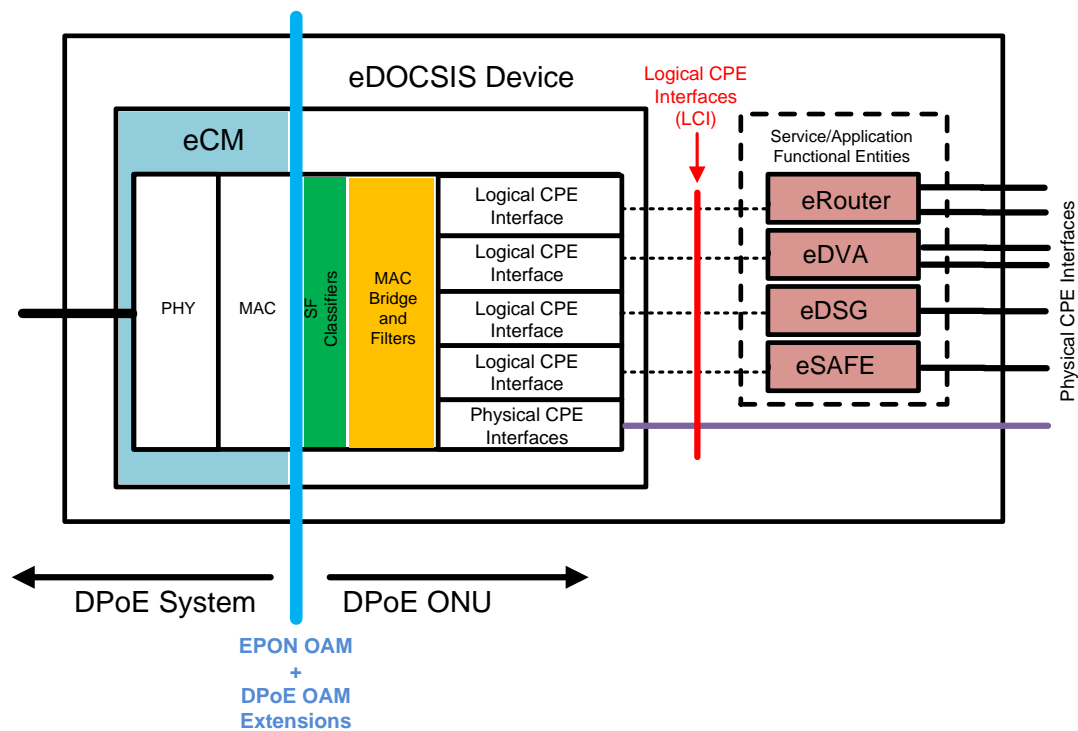 eDOCSIS Device
Logical CPE
Interfaces
(LCI)
eCM
Service/Application
Functional Entities
PHY
MAC
SF
Classifiers
MAC
Bridge
and
Filters
Logical CPE
Interface
Logical CPE
Interface
Logical CPE
Interface
Logical CPE
Interface
Physical CPE
Interfaces
eRouter
eDVA
eDSG
eSAFE
Physical CPE Interfaces
DPoE System
DPoE ONU
EPON OAM
+
DPoE OAM
Extensions